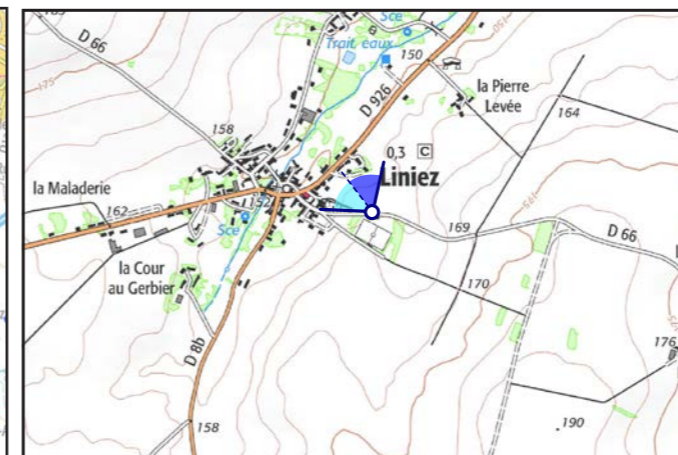 D 66
Sce
Trait. eaux
150
D 926
la Pierre
Levée
164
158
0,3
C
Liniez
la Maladerie
162
152
Sce
169
D 66
la Cour
au Gerbier
170
D 8b
176
158
190
175